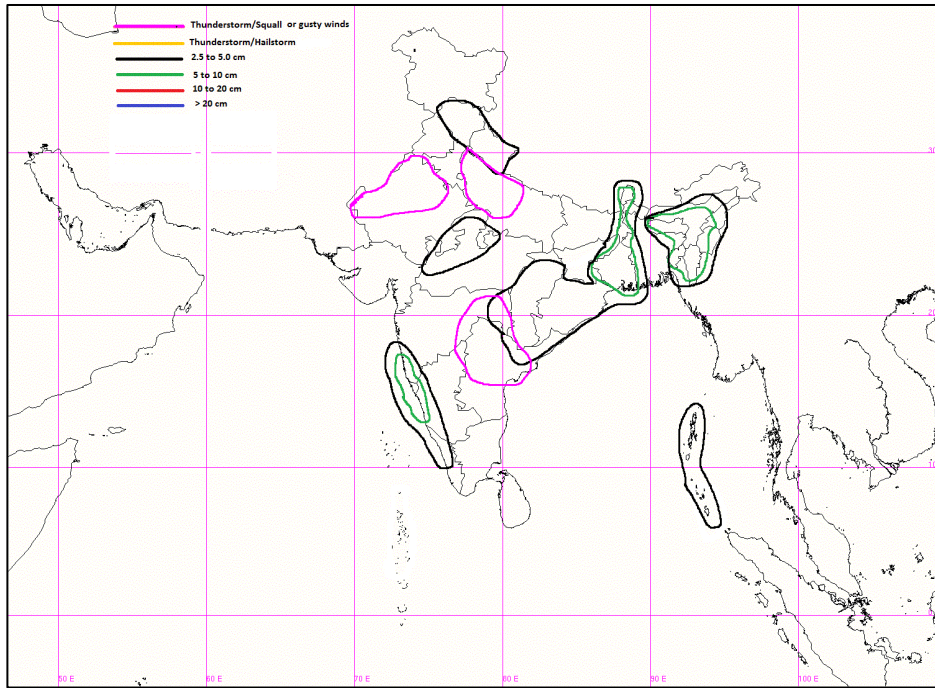 Thunderstorm/Squall or gusty winds
Thunderstorm/Hailstorm
2.5 to 5.0 cm
5 to 10 cm
10 to 20 cm
> 20 cm
30
20
10
0
50 E
60 E
70 E
80 E
90 E
100 E